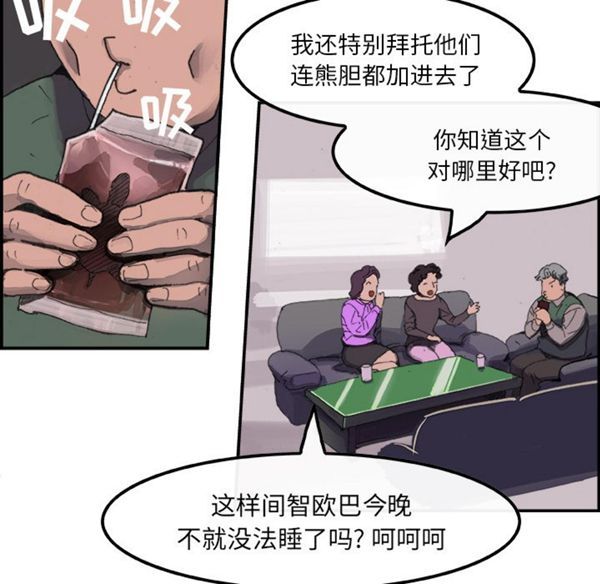 吸
吸
吸
我还特别拜托他们
连熊胆都加进去了
你知道这个
对哪里好吧?
这样间智欧巴今晚
不就没法睡了吗? 呵呵呵